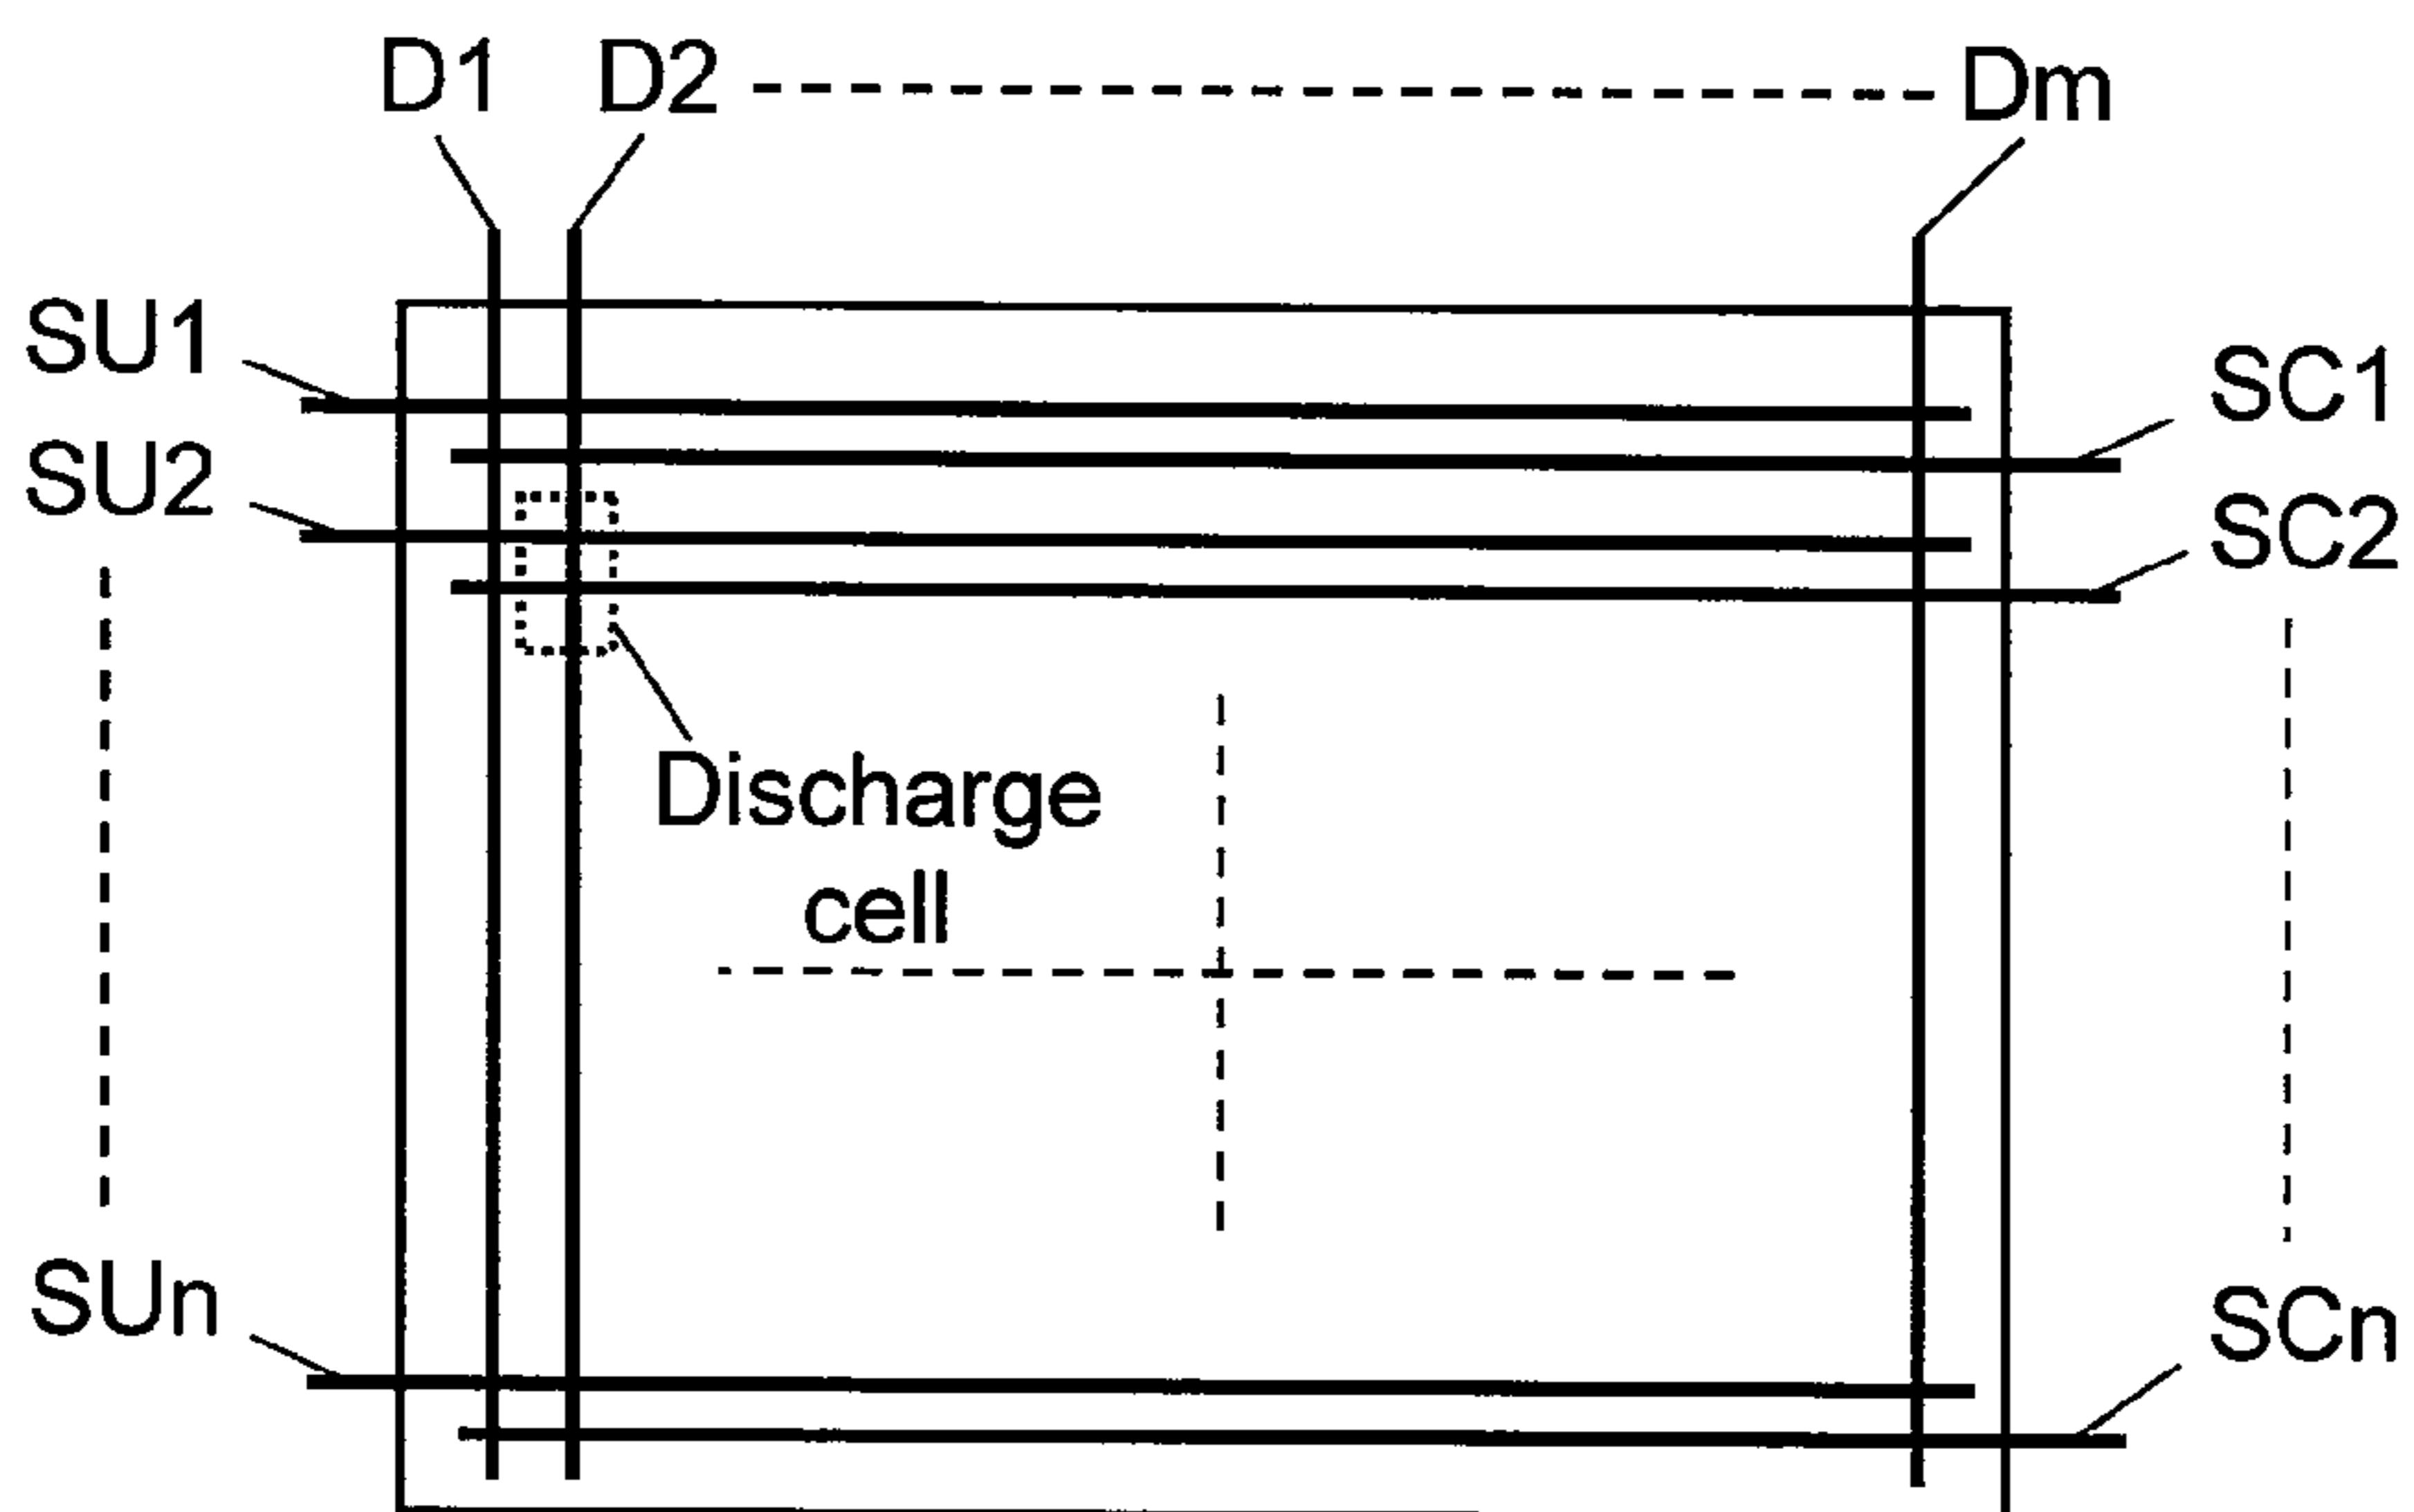 D1 D2 Dm
SU1
SC1
SU2
SC2
Discharge
cell
SUn
SCn